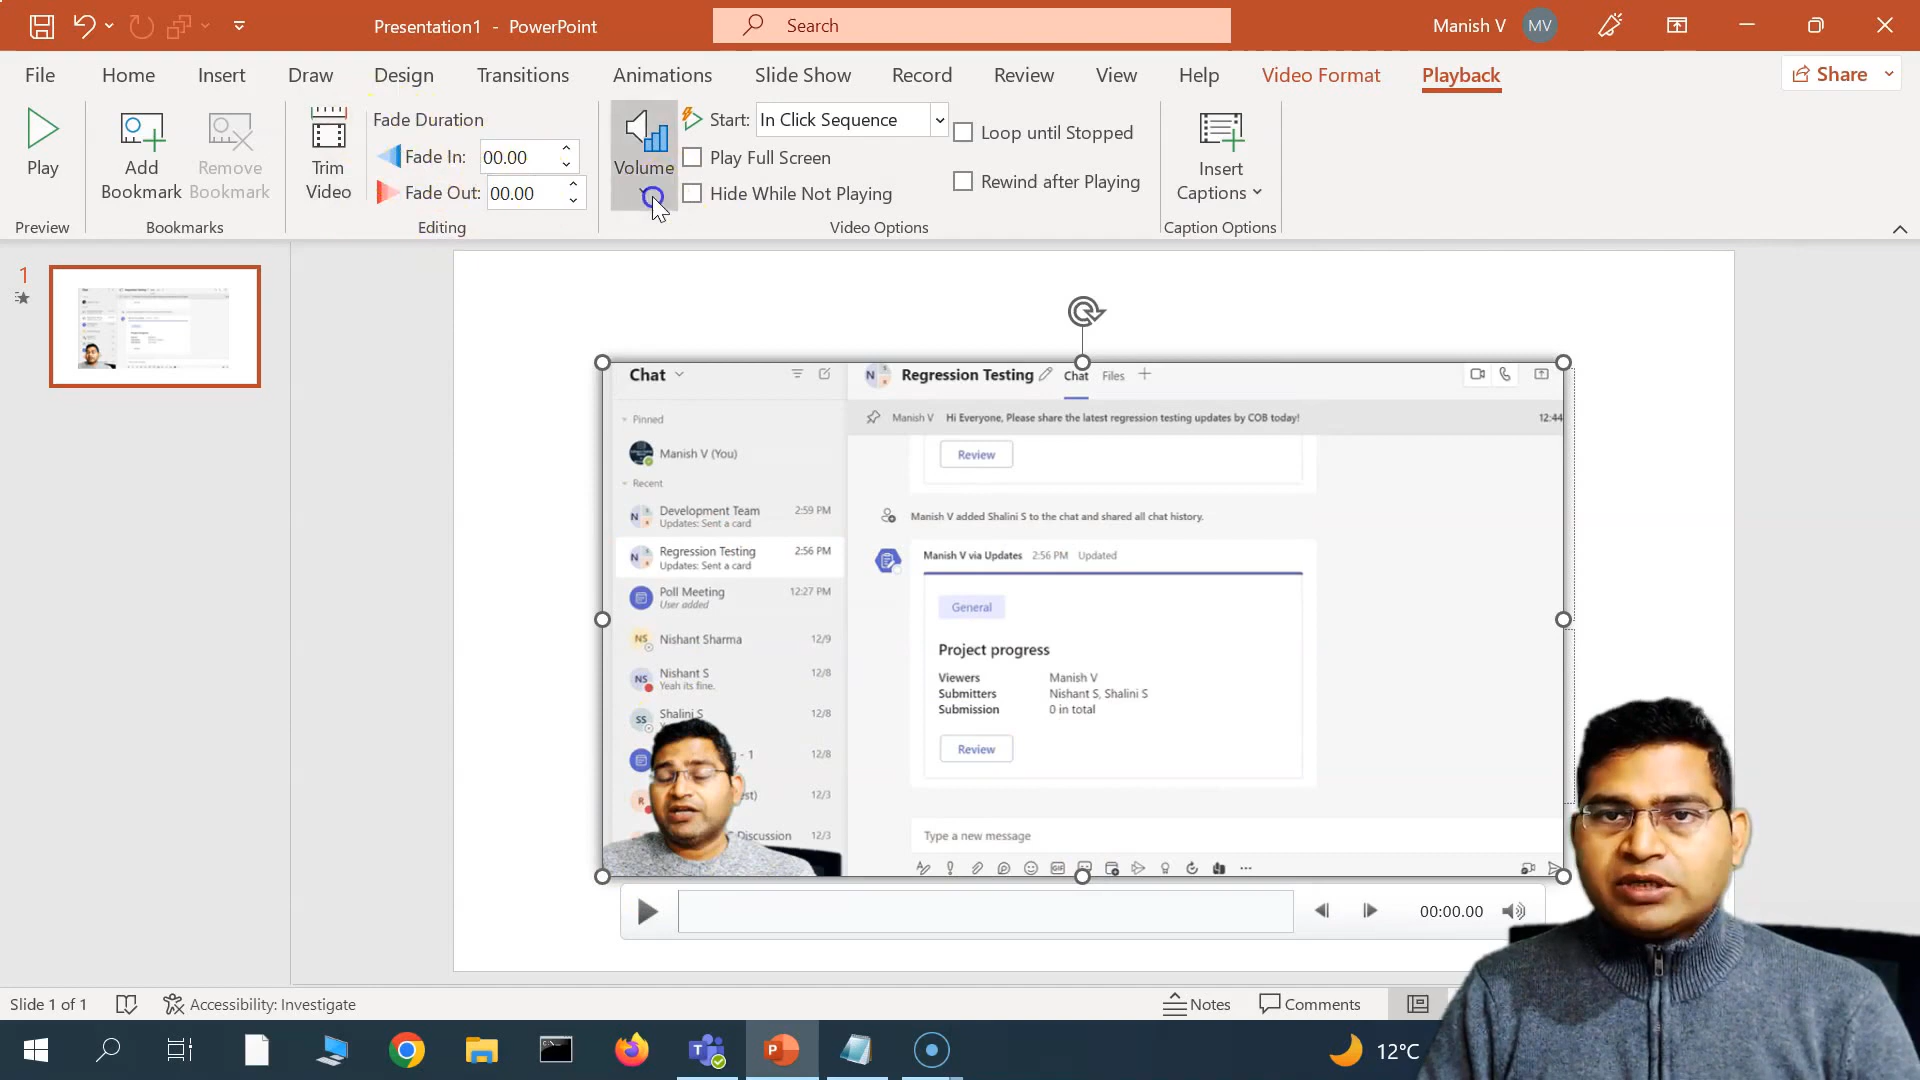 Presentation1 - PowerPoint
Search
Manish V MV
File Home Insert Draw Design Transitions Animations Slide Show Record Review View Help Video Format Playback
Share
Play
Preview
Add Bookmark
Remove Bookmark
Bookmarks
Trim Video
Fade Duration
Fade In: 00.00
Fade Out: 00.00
Editing
Volume
Start: In Click Sequence
Play Full Screen
Hide While Not Playing
Loop until Stopped
Rewind after Playing
Video Options
Insert Captions
Caption Options
1
Chat
Regression Testing Chat Files
Pinned
Manish V Hi Everyone, Please share the latest regression testing updates by COB today! 12:44
Manish V (You)
Recent
Development Team 2:59 PM
Updates: Sent a card
Regression Testing 2:56 PM
Updates: Sent a card
Poll Meeting 12:27 PM
User added
NS Nishant Sharma 12/9
NS Nishant S 12/8
Yeah its fine.
SS Shalini S 12/8
- 1 12/8
R est) 12/3
Discussion 12/3
Review
Manish V added Shalini S to the chat and shared all chat history.
Manish V via Updates 2:56 PM Updated
General
Project progress
Viewers Manish V
Submitters Nishant S, Shalini S
Submission 0 in total
Review
Type a new message
GIF
00:00.00
Slide 1 of 1
Accessibility: Investigate
Notes
Comments
12°C